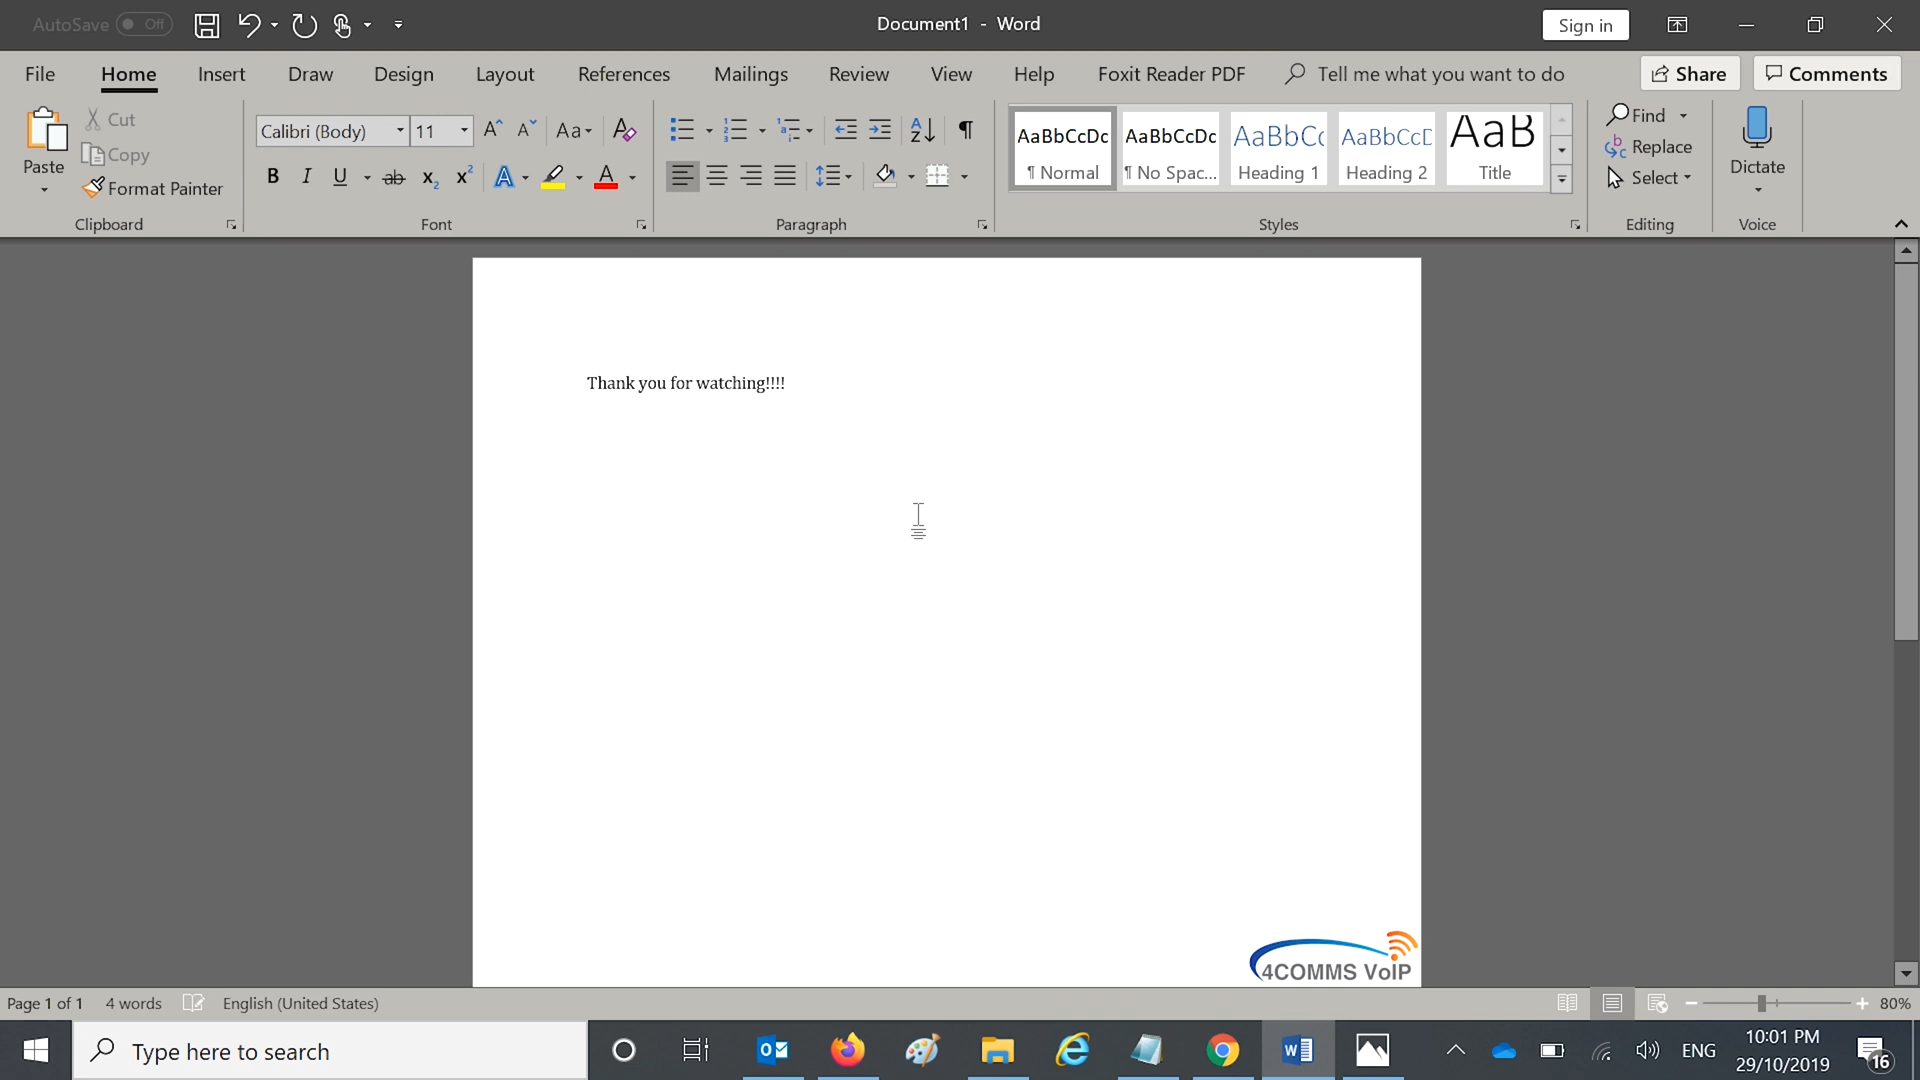 AutoSave Off
Document1 - Word
Sign in
File Home Insert Draw Design Layout References Mailings Review View Help Foxit Reader PDF Tell me what you want to do Share Comments
Paste
Cut
Copy
Format Painter
Clipboard
Calibri (Body) 11
Font
Paragraph
AaBbCcDc AaBbCcDc AaBbC AaBbCcD AaB
¶ Normal ¶ No Spac... Heading 1 Heading 2 Title
Styles
Find
Replace
Select
Editing
Dictate
Voice
Thank you for watching!!!!
4COMMS VoIP
Page 1 of 1 4 words English (United States) 80%
Type here to search
ENG
10:01 PM
29/10/2019
16